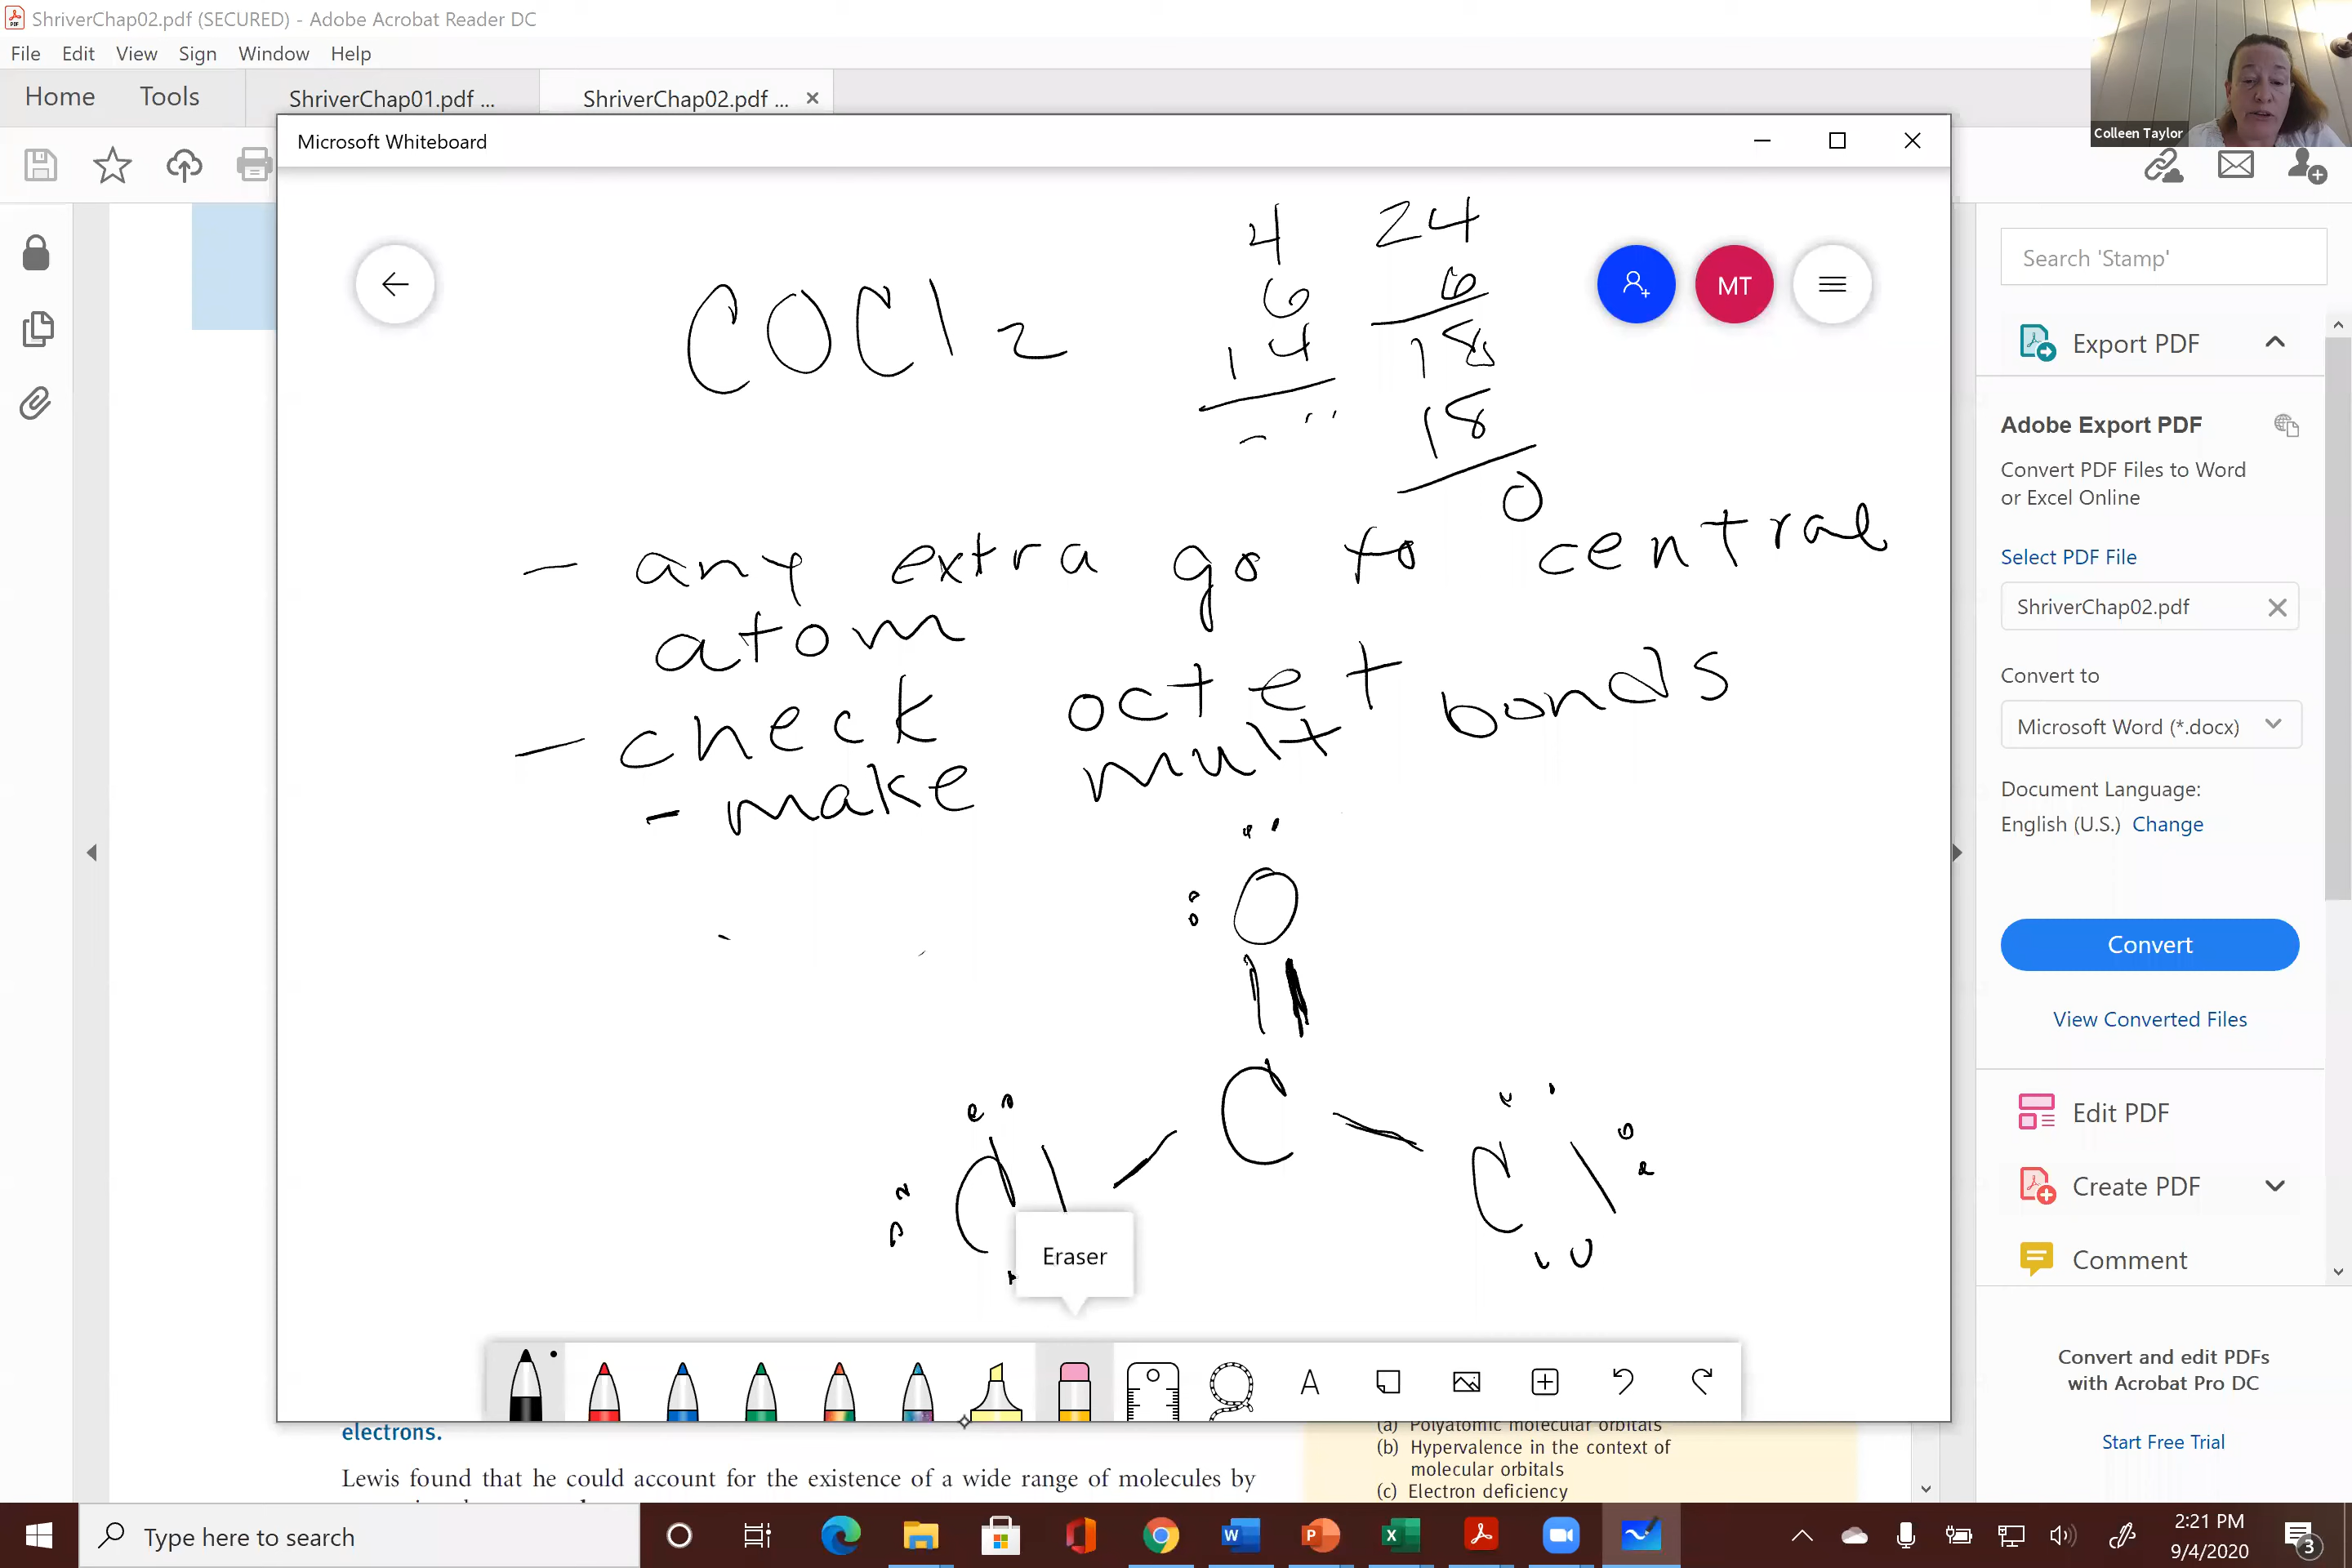 ShriverChap02.pdf (SECURED) - Adobe Acrobat Reader DC
File Edit View Sign Window Help
Home Tools ShriverChap01.pdf ... ShriverChap02.pdf ...
Colleen Taylor
Microsoft Whiteboard
MT
COCl2
4
6
14
24
6
18
18
0
- any extra go to central
atom
- check octet
- make mult bonds
O
C
Cl
Cl
Eraser
A
Search 'Stamp'
Export PDF
Adobe Export PDF
Convert PDF Files to Word
or Excel Online
Select PDF File
ShriverChap02.pdf
Convert to
Microsoft Word (*.docx)
Document Language:
English (U.S.) Change
Convert
View Converted Files
Edit PDF
Create PDF
Comment
Convert and edit PDFs
with Acrobat Pro DC
Start Free Trial
electrons.
Lewis found that he could account for the existence of a wide range of molecules by
(a) Polyatomic molecular orbitals
(b) Hypervalence in the context of
molecular orbitals
(c) Electron deficiency
Type here to search
2:21 PM
9/4/2020
3